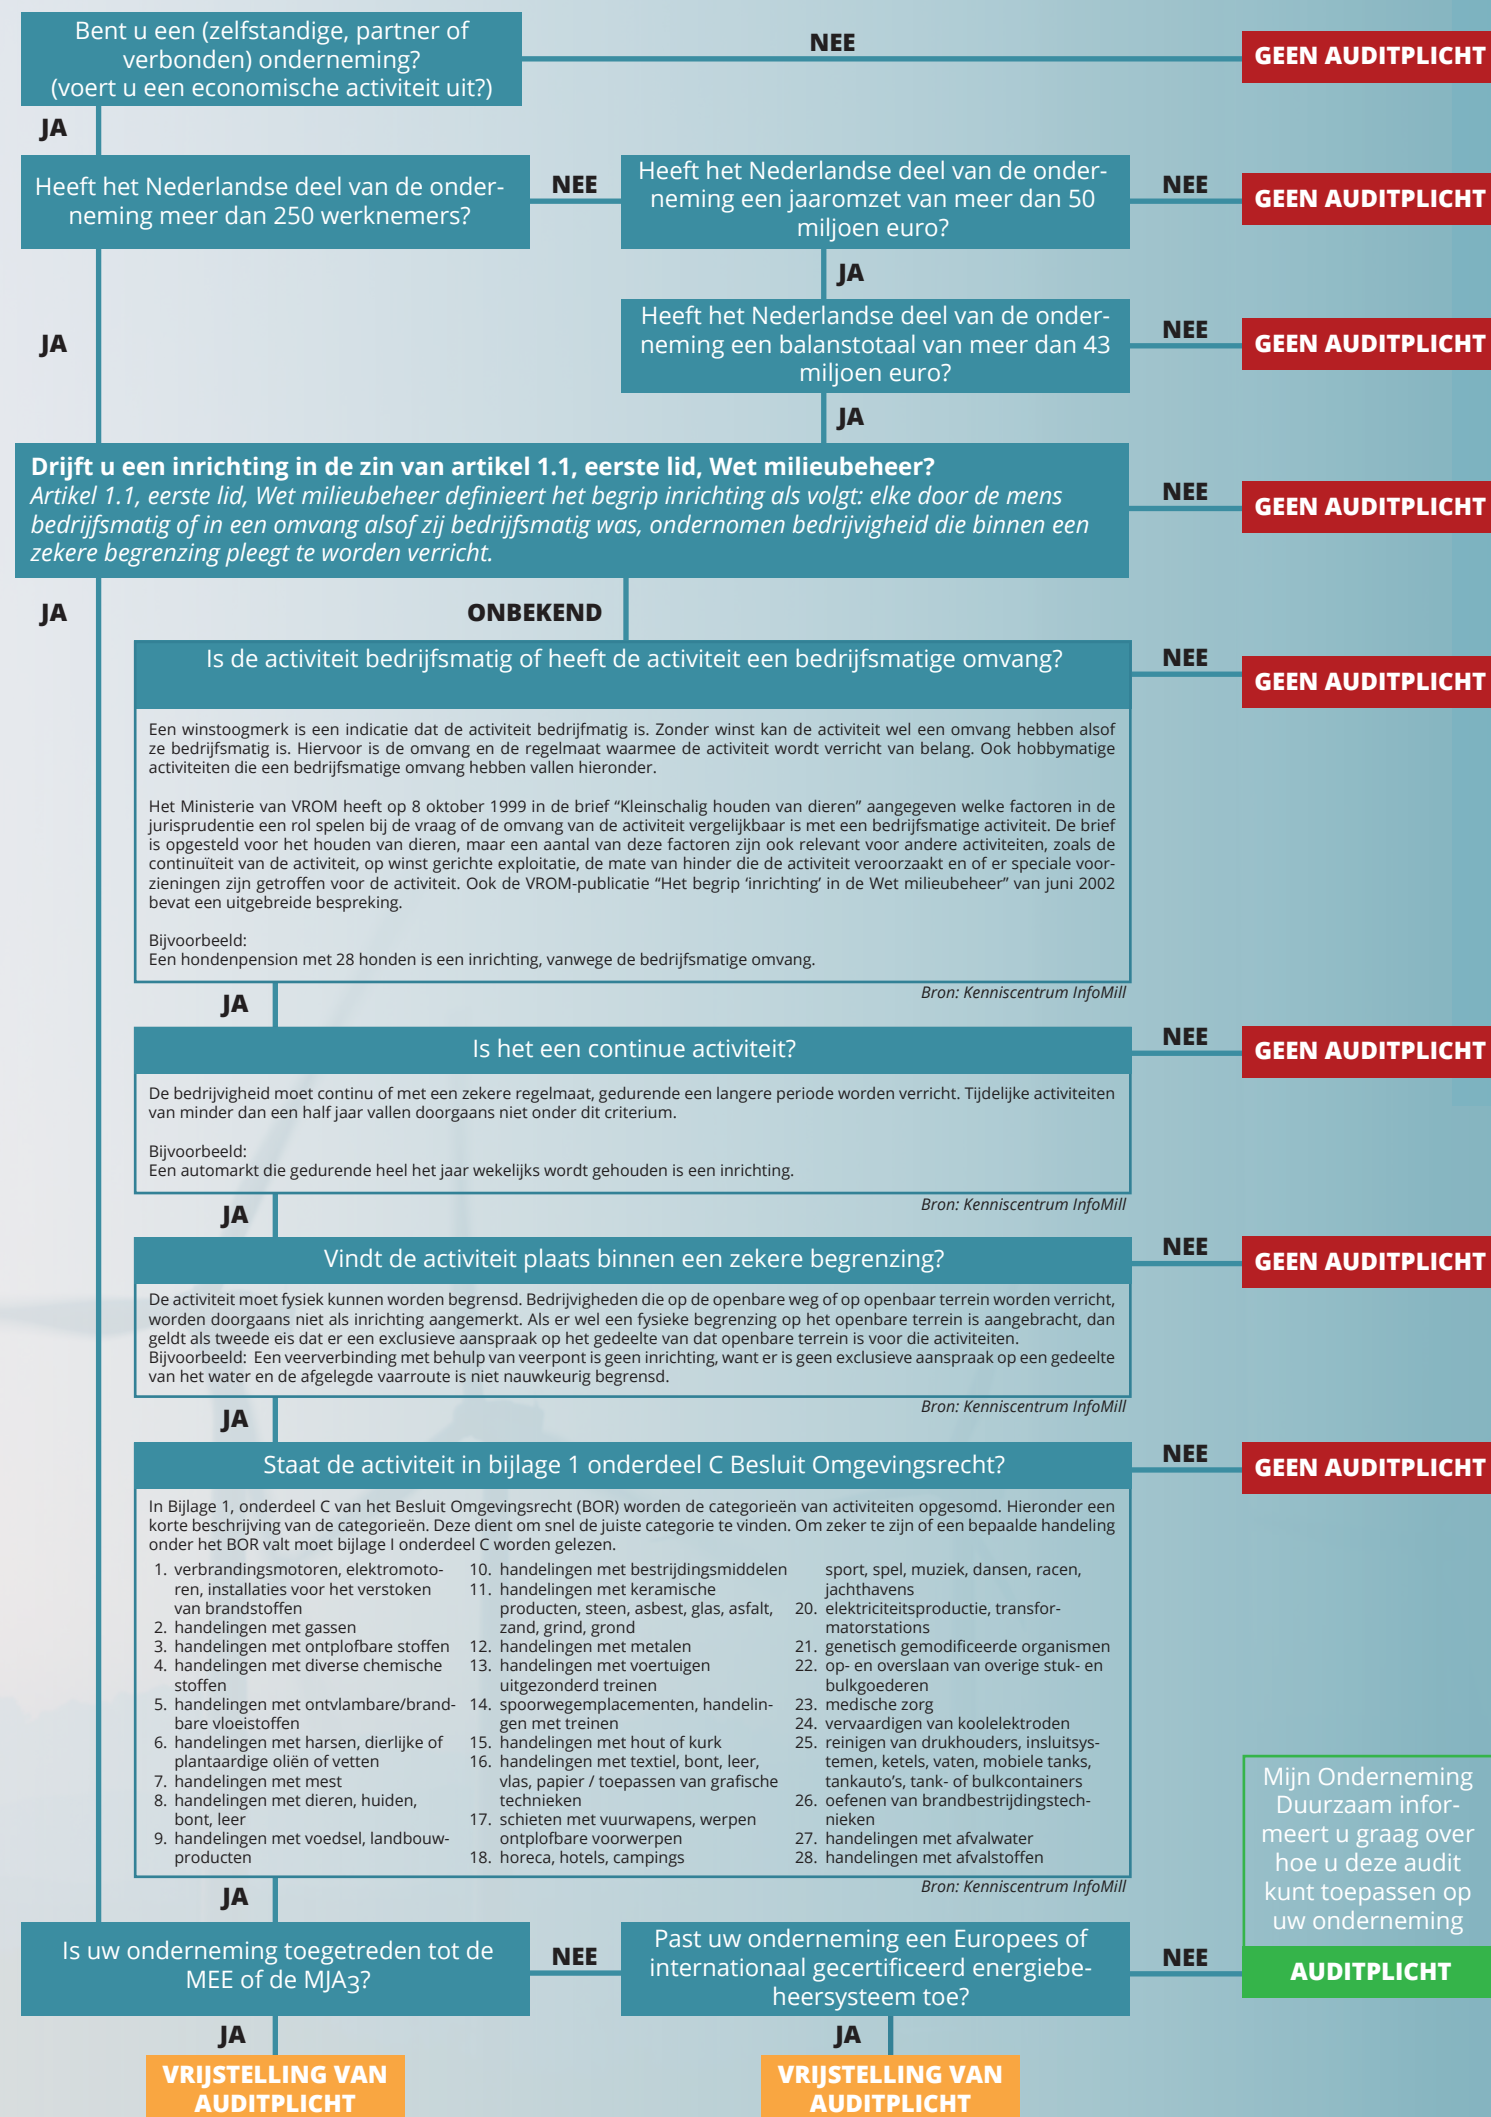 Bent u een (zelfstandige, partner of
verbonden) onderneming?
(voert u een economische activiteit uit?)
NEE
GEEN AUDITPLICHT
JA
Heeft het Nederlandse deel van de onder-
neming meer dan 250 werknemers?
NEE
Heeft het Nederlandse deel van de onder-
neming een jaaromzet van meer dan 50
miljoen euro?
NEE
GEEN AUDITPLICHT
JA
Heeft het Nederlandse deel van de onder-
neming een balanstotaal van meer dan 43
miljoen euro?
NEE
GEEN AUDITPLICHT
JA
JA
Drijft u een inrichting in de zin van artikel 1.1, eerste lid, Wet milieubeheer?
Artikel 1.1, eerste lid, Wet milieubeheer definieert het begrip inrichting als volgt: elke door de mens
bedrijfsmatig of in een omvang alsof zij bedrijfsmatig was, ondernomen bedrijvigheid die binnen een
zekere begrenzing pleegt te worden verricht.
NEE
GEEN AUDITPLICHT
JA
ONBEKEND
Is de activiteit bedrijfsmatig of heeft de activiteit een bedrijfsmatige omvang?
NEE
GEEN AUDITPLICHT
Een winstoogmerk is een indicatie dat de activiteit bedrijfmatig is. Zonder winst kan de activiteit wel een omvang hebben alsof
ze bedrijfsmatig is. Hiervoor is de omvang en de regelmaat waarmee de activiteit wordt verricht van belang. Ook hobbymatige
activiteiten die een bedrijfsmatige omvang hebben vallen hieronder.
Het Ministerie van VROM heeft op 8 oktober 1999 in de brief “Kleinschalig houden van dieren” aangegeven welke factoren in de
jurisprudentie een rol spelen bij de vraag of de omvang van de activiteit vergelijkbaar is met een bedrijfsmatige activiteit. De brief
is opgesteld voor het houden van dieren, maar een aantal van deze factoren zijn ook relevant voor andere activiteiten, zoals de
continuïteit van de activiteit, op winst gerichte exploitatie, de mate van hinder die de activiteit veroorzaakt en of er speciale voor-
zieningen zijn getroffen voor de activiteit. Ook de VROM-publicatie “Het begrip ‘inrichting’ in de Wet milieubeheer” van juni 2002
bevat een uitgebreide bespreking.
Bijvoorbeeld:
Een hondenpension met 28 honden is een inrichting, vanwege de bedrijfsmatige omvang.
Bron: Kenniscentrum InfoMill
JA
Is het een continue activiteit?
NEE
GEEN AUDITPLICHT
De bedrijvigheid moet continu of met een zekere regelmaat, gedurende een langere periode worden verricht. Tijdelijke activiteiten
van minder dan een half jaar vallen doorgaans niet onder dit criterium.
Bijvoorbeeld:
Een automarkt die gedurende heel het jaar wekelijks wordt gehouden is een inrichting.
Bron: Kenniscentrum InfoMill
JA
Vindt de activiteit plaats binnen een zekere begrenzing?
NEE
GEEN AUDITPLICHT
De activiteit moet fysiek kunnen worden begrensd. Bedrijvigheden die op de openbare weg of op openbaar terrein worden verricht,
worden doorgaans niet als inrichting aangemerkt. Als er wel een fysieke begrenzing op het openbare terrein is aangebracht, dan
geldt als tweede eis dat er een exclusieve aanspraak op het gedeelte van dat openbare terrein is voor die activiteiten.
Bijvoorbeeld: Een veerverbinding met behulp van veerpont is geen inrichting, want er is geen exclusieve aanspraak op een gedeelte
van het water en de afgelegde vaarroute is niet nauwkeurig begrensd.
Bron: Kenniscentrum InfoMill
JA
Staat de activiteit in bijlage 1 onderdeel C Besluit Omgevingsrecht?
NEE
GEEN AUDITPLICHT
In Bijlage 1, onderdeel C van het Besluit Omgevingsrecht (BOR) worden de categorieën van activiteiten opgesomd. Hieronder een
korte beschrijving van de categorieën. Deze dient om snel de juiste categorie te vinden. Om zeker te zijn of een bepaalde handeling
onder het BOR valt moet bijlage I onderdeel C worden gelezen.
1. verbrandingsmotoren, elektromoto-
ren, installaties voor het verstoken
van brandstoffen
2. handelingen met gassen
3. handelingen met ontplofbare stoffen
4. handelingen met diverse chemische
stoffen
5. handelingen met ontvlambare/brand-
bare vloeistoffen
6. handelingen met harsen, dierlijke of
plantaardige oliën of vetten
7. handelingen met mest
8. handelingen met dieren, huiden,
bont, leer
9. handelingen met voedsel, landbouw-
producten
10. handelingen met bestrijdingsmiddelen
11. handelingen met keramische
producten, steen, asbest, glas, asfalt,
zand, grind, grond
12. handelingen met metalen
13. handelingen met voertuigen
uitgezonderd treinen
14. spoorwegemplacementen, handelin-
gen met treinen
15. handelingen met hout of kurk
16. handelingen met textiel, bont, leer,
vlas, papier / toepassen van grafische
technieken
17. schieten met vuurwapens, werpen
ontplofbare voorwerpen
18. horeca, hotels, campings
sport, spel, muziek, dansen, racen,
jachthavens
20. elektriciteitsproductie, transfor-
matorstations
21. genetisch gemodificeerde organismen
22. op- en overslaan van overige stuk- en
bulkgoederen
23. medische zorg
24. vervaardigen van koolelektroden
25. reinigen van drukhouders, insluitsys-
temen, ketels, vaten, mobiele tanks,
tankauto’s, tank- of bulkcontainers
26. oefenen van brandbestrijdingstech-
nieken
27. handelingen met afvalwater
28. handelingen met afvalstoffen
Bron: Kenniscentrum InfoMill
JA
Is uw onderneming toegetreden tot de
MEE of de MJA3?
NEE
Past uw onderneming een Europees of
internationaal gecertificeerd energiebe-
heersysteem toe?
NEE
Mijn Onderneming
Duurzaam infor-
meert u graag over
hoe u deze audit
kunt toepassen op
uw onderneming
AUDITPLICHT
JA
VRIJSTELLING VAN
AUDITPLICHT
JA
VRIJSTELLING VAN
AUDITPLICHT